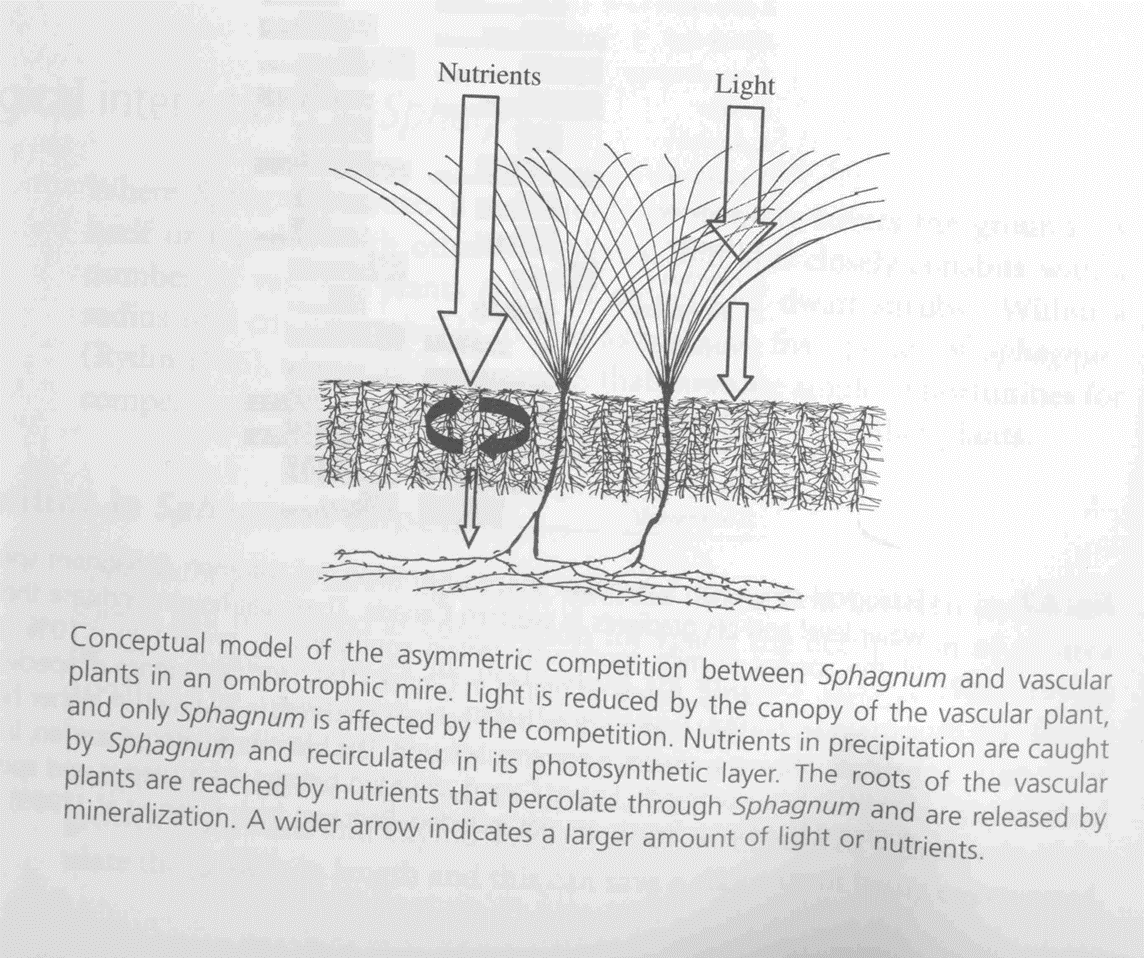 Nutrients
Light
Conceptual model of the asymmetric competition between Sphagnum and vascular
plants in an ombrotrophic mire. Light is reduced by the canopy of the vascular plant,
and only Sphagnum is affected by the competition. Nutrients in precipitation are caught
by Sphagnum and recirculated in its photosynthetic layer. The roots of the vascular
plants are reached by nutrients that percolate through Sphagnum and are released by
mineralization. A wider arrow indicates a larger amount of light or nutrients.